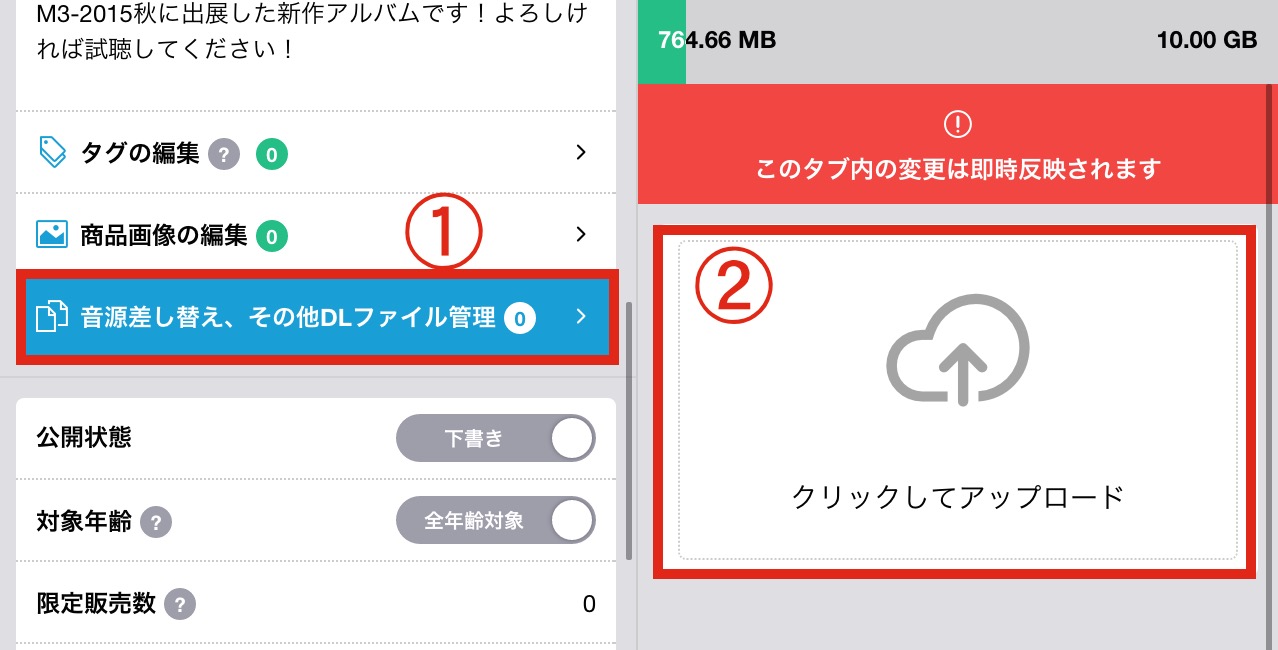 M3-2015秋に出展した新作アルバムです！よろしけ
れば試聴してください！
タグの編集 ? 0
商品画像の編集 0
①
音源差し替え、その他DLファイル管理 0
公開状態
下書き
対象年齢 ?
全年齢対象
限定販売数 ?
0
764.66 MB
10.00 GB
このタブ内の変更は即時反映されます
②
クリックしてアップロード